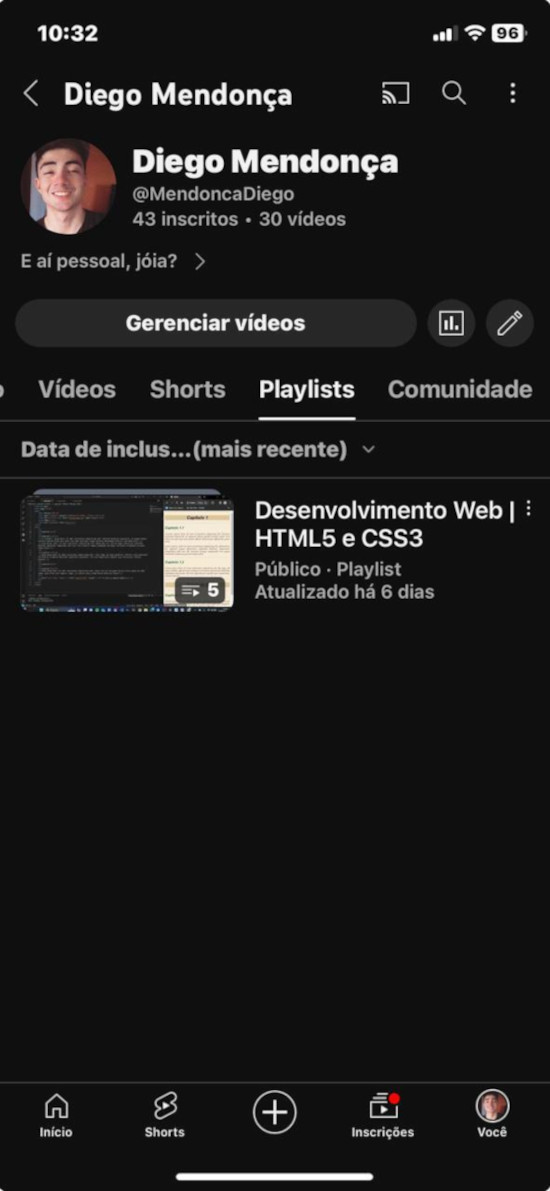 10:32
96
Diego Mendonça
Diego Mendonça
@MendoncaDiego
43 inscritos • 30 vídeos
E aí pessoal, jóia?
Gerenciar vídeos
Vídeos Shorts Playlists Comunidade
Data de inclus...(mais recente)
Capítulo 1
5
Desenvolvimento Web |
HTML5 e CSS3
Público · Playlist
Atualizado há 6 dias
Início Shorts Inscrições Você